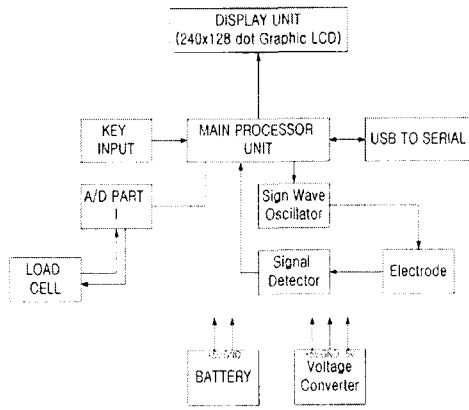 DISPLAY UNIT
(240x128 dot Graphic LCD)
KEY
INPUT
MAIN PROCESSOR
UNIT
USB TO SERIAL
A/D PART
I
Sign Wave
Oscillator
LOAD
CELL
Signal
Detector
Electrode
BATTERY
Voltage
Converter